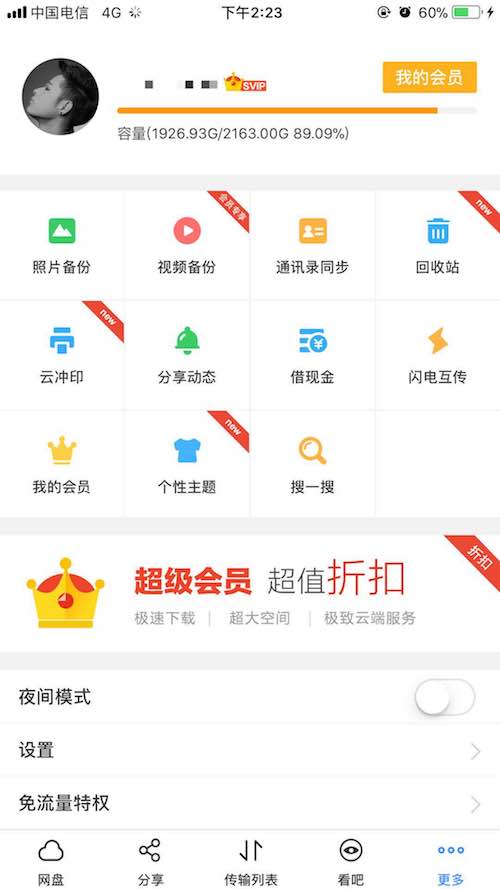 中国电信 4G 下午2:23 60%
SVIP 我的会员
容量(1926.93G/2163.00G 89.09%)
会员专享 new
照片备份 视频备份 通讯录同步 回收站
new
云冲印 分享动态 借现金 闪电互传
new
我的会员 个性主题 搜一搜
折扣
超级会员 超值折扣
极速下载 | 超大空间 | 极致云端服务
夜间模式
设置
免流量特权
网盘 分享 传输列表 看吧 更多